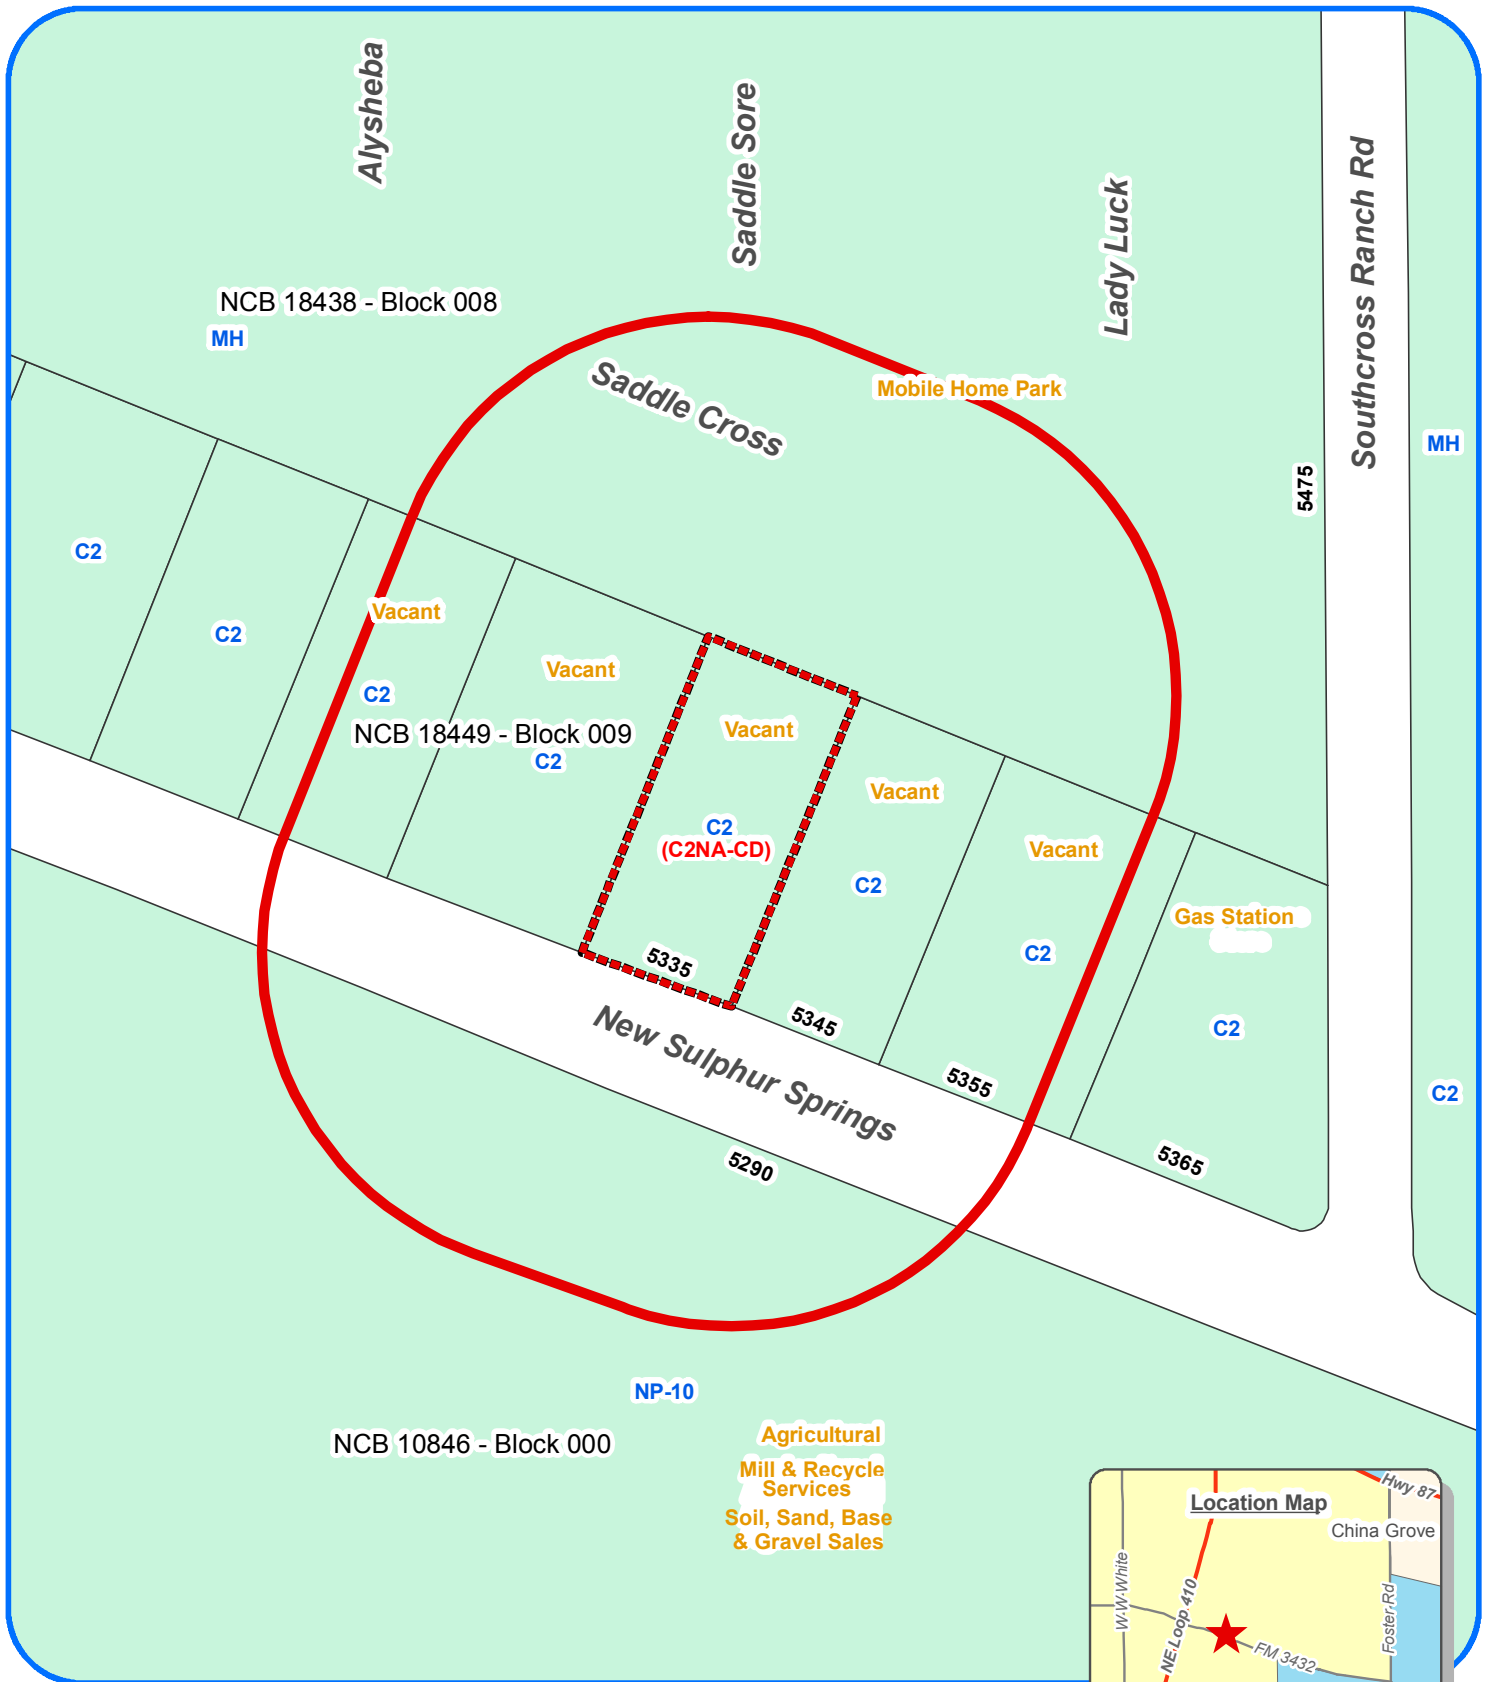 Alysheba
Saddle Sore
Lady Luck
Southcross Ranch Rd
NCB 18438 - Block 008
MH
Saddle Cross
Mobile Home Park
MH
5475
C2
C2
Vacant
C2
Vacant
NCB 18449 - Block 009
C2
Vacant
C2
(C2NA-CD)
Vacant
C2
Vacant
C2
Gas Station
C2
C2
5335
5345
5355
5365
New Sulphur Springs
5290
NP-10
NCB 10846 - Block 000
Agricultural
Mill & Recycle
Services
Soil, Sand, Base
& Gravel Sales
Location Map
Hwy 87
China Grove
W-W-White
NE Loop 410
Foster Rd
FM 3432